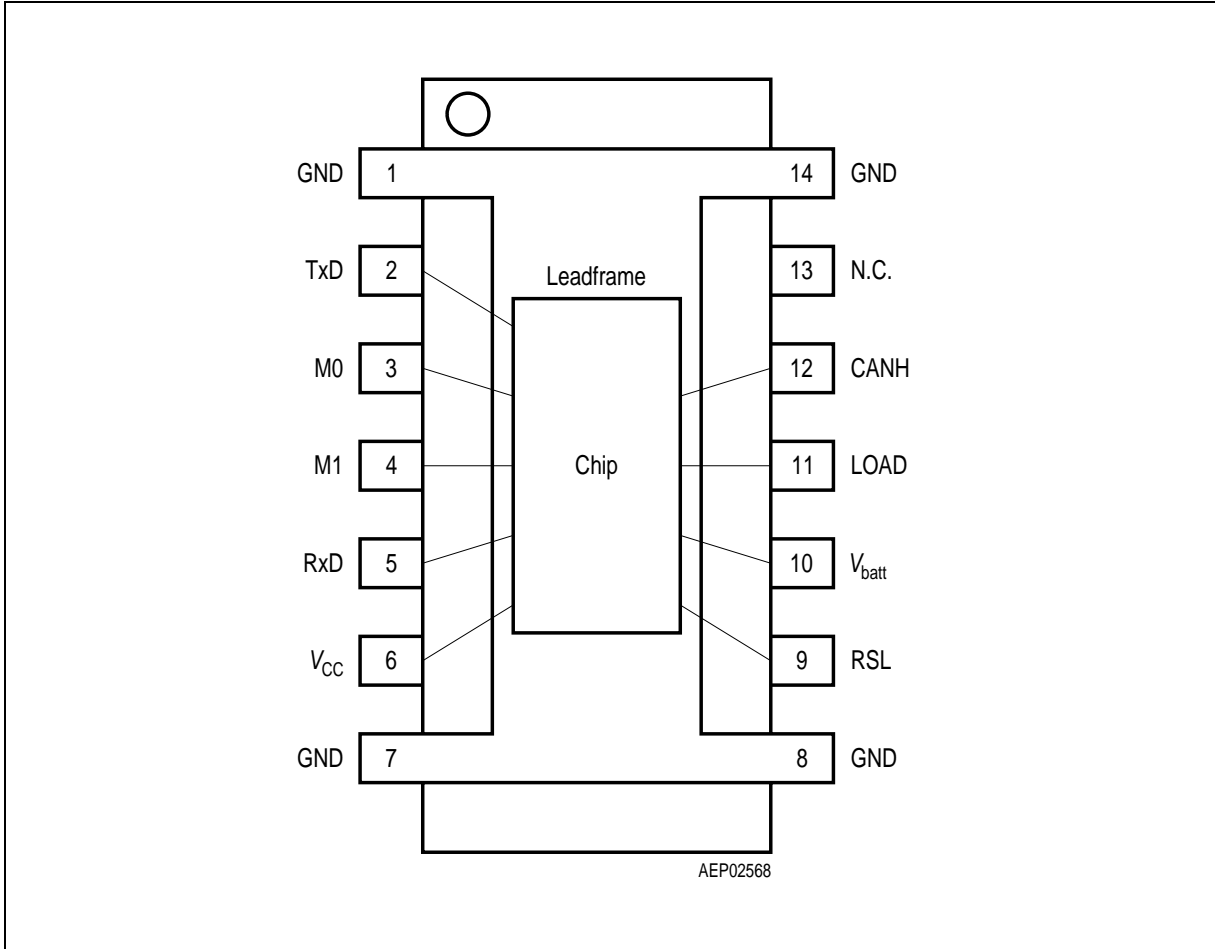 GND 1 14 GND
TxD 2 13 N.C.
Leadframe
M0 3 12 CANH
M1 4 Chip 11 LOAD
RxD 5 10 Vbatt
VCC 6 9 RSL
GND 7 8 GND
AEP02568